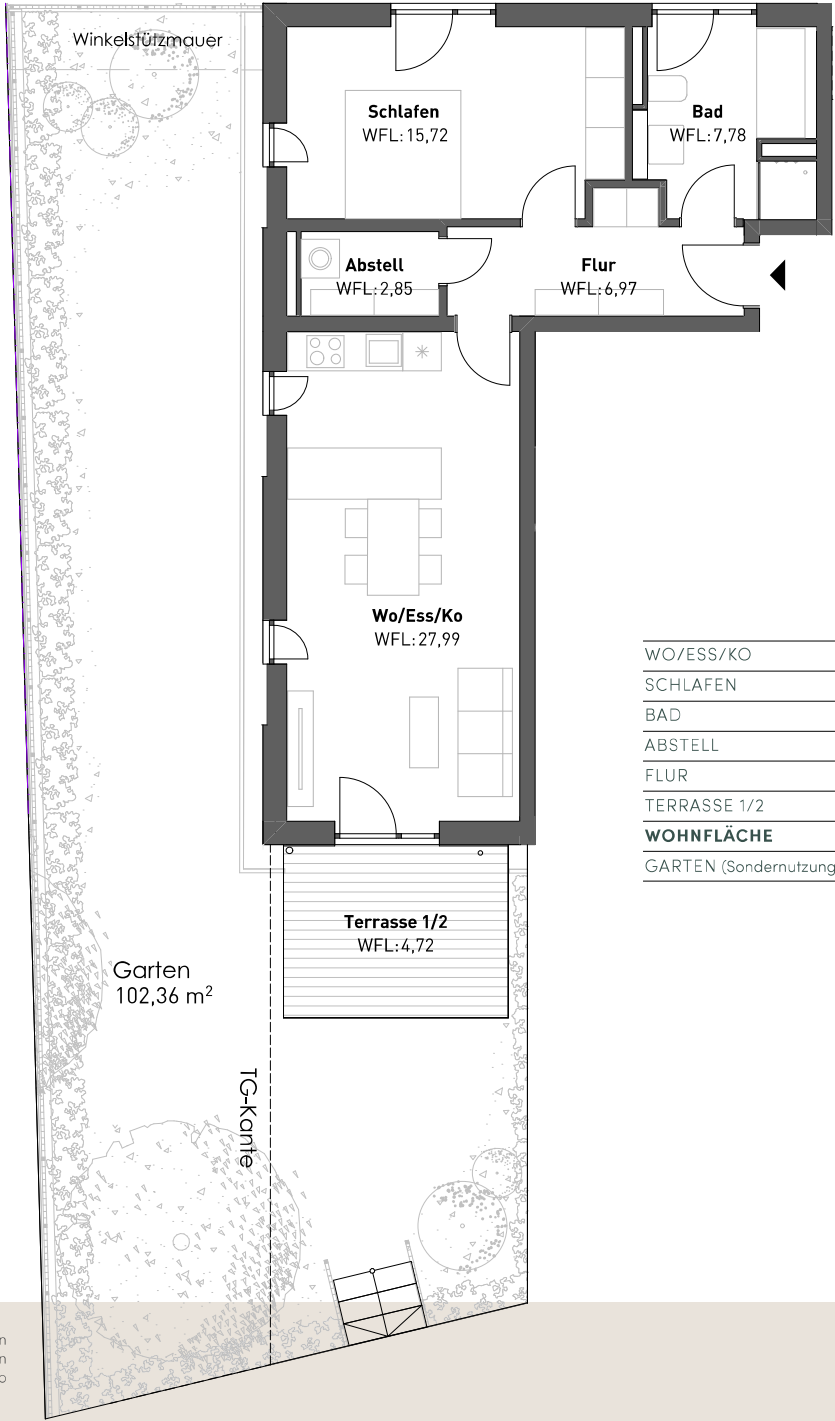 Winkelstützmauer
Schlafen
WFL:15,72
Bad
WFL:7,78
Abstell
WFL:2,85
Flur
WFL:6,97
Wo/Ess/Ko
WFL:27,99
WO/ESS/KO
SCHLAFEN
BAD
ABSTELL
FLUR
TERRASSE 1/2
WOHNFLÄCHE
GARTEN (Sondernutzung
Terrasse 1/2
WFL:4,72
Garten
102,36 m²
TG-Kante
n
n
o